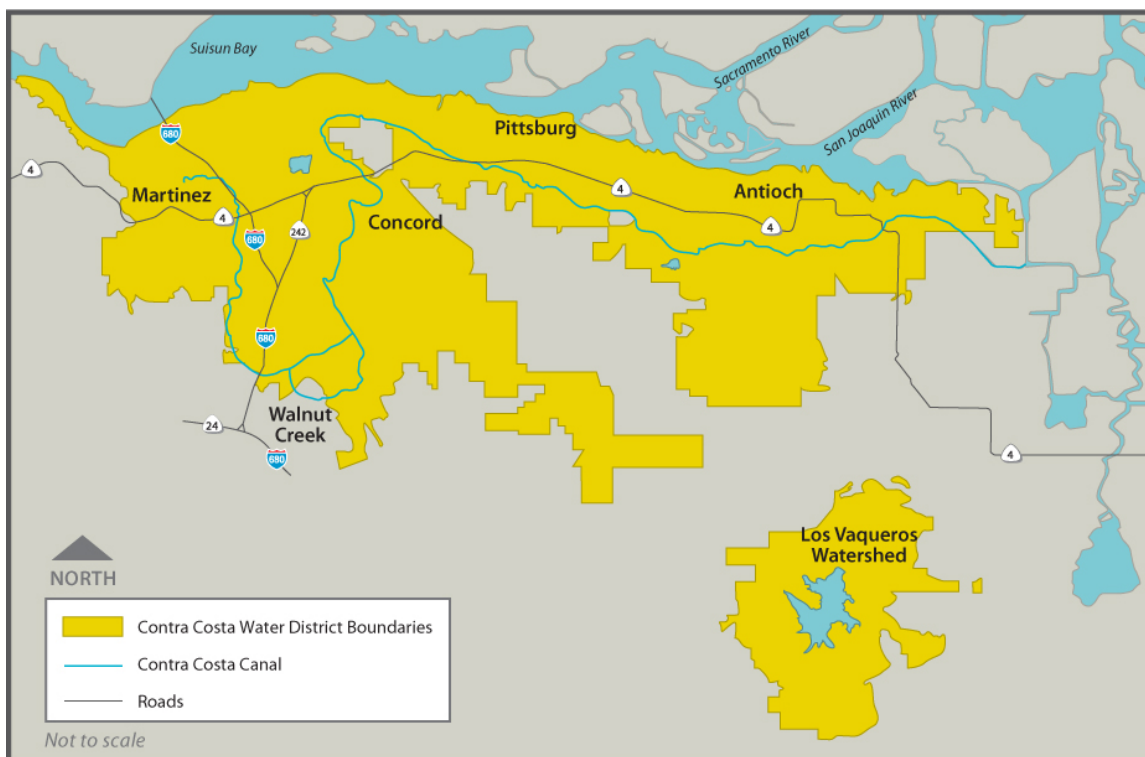 Suisun Bay
Sacramento River
San Joaquin River
680
Pittsburg
4
Martinez
4
Antioch
4
Concord
242
4
680
680
24
Walnut
Creek
680
4
Los Vaqueros
Watershed
NORTH
Contra Costa Water District Boundaries
Contra Costa Canal
Roads
Not to scale